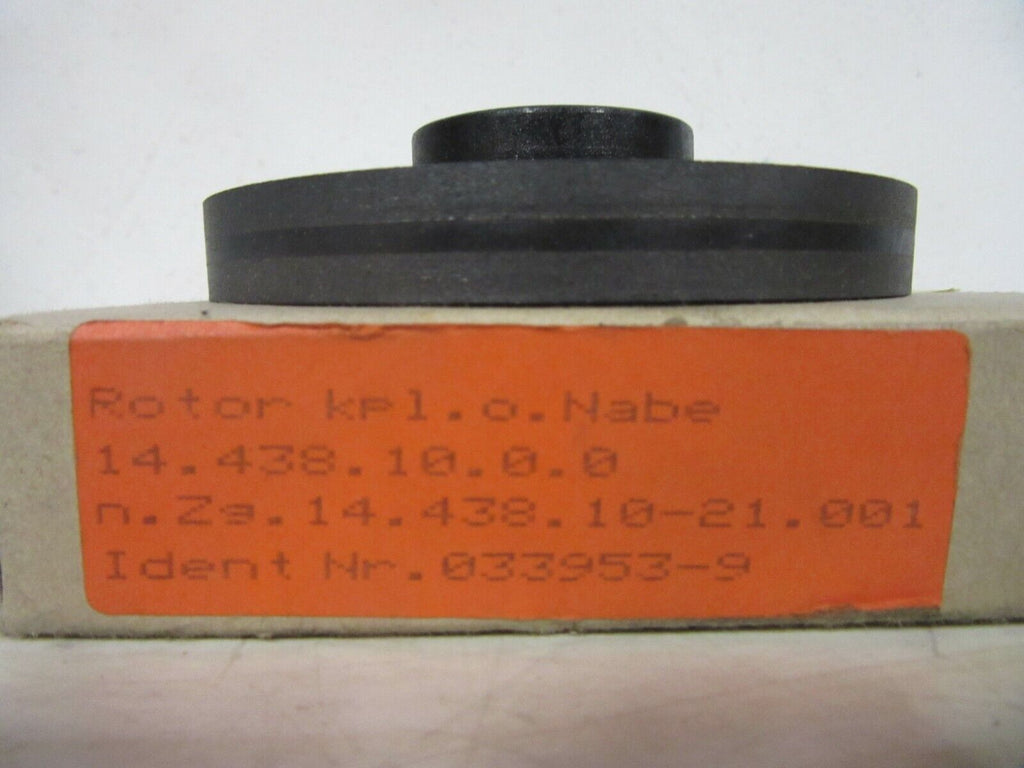 Rotor kpl.o.Nabe
14.438.10.0.0
n.Zg.14.438.10-21.001
Ident Nr.033953-9